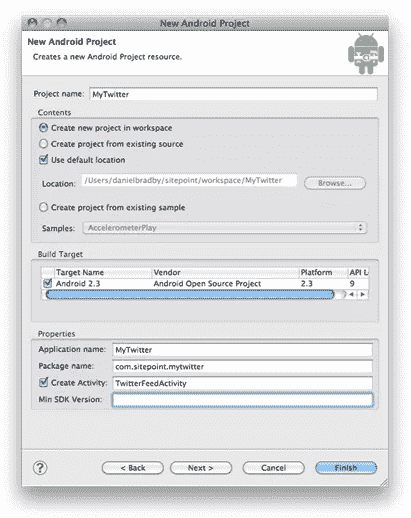 New Android Project
New Android Project
Creates a new Android Project resource.
Project name: MyTwitter
Contents
Create new project in workspace
Create project from existing source
Use default location
Location: /Users/danielbradby/sitepoint/workspace/MyTwitter Browse...
Create project from existing sample
Samples: AccelerometerPlay
Build Target
Target Name Vendor Platform API L
Android 2.3 Android Open Source Project 2.3 9
Properties
Application name: MyTwitter
Package name: com.sitepoint.mytwitter
Create Activity: TwitterFeedActivity
Min SDK Version:
? < Back Next > Cancel Finish